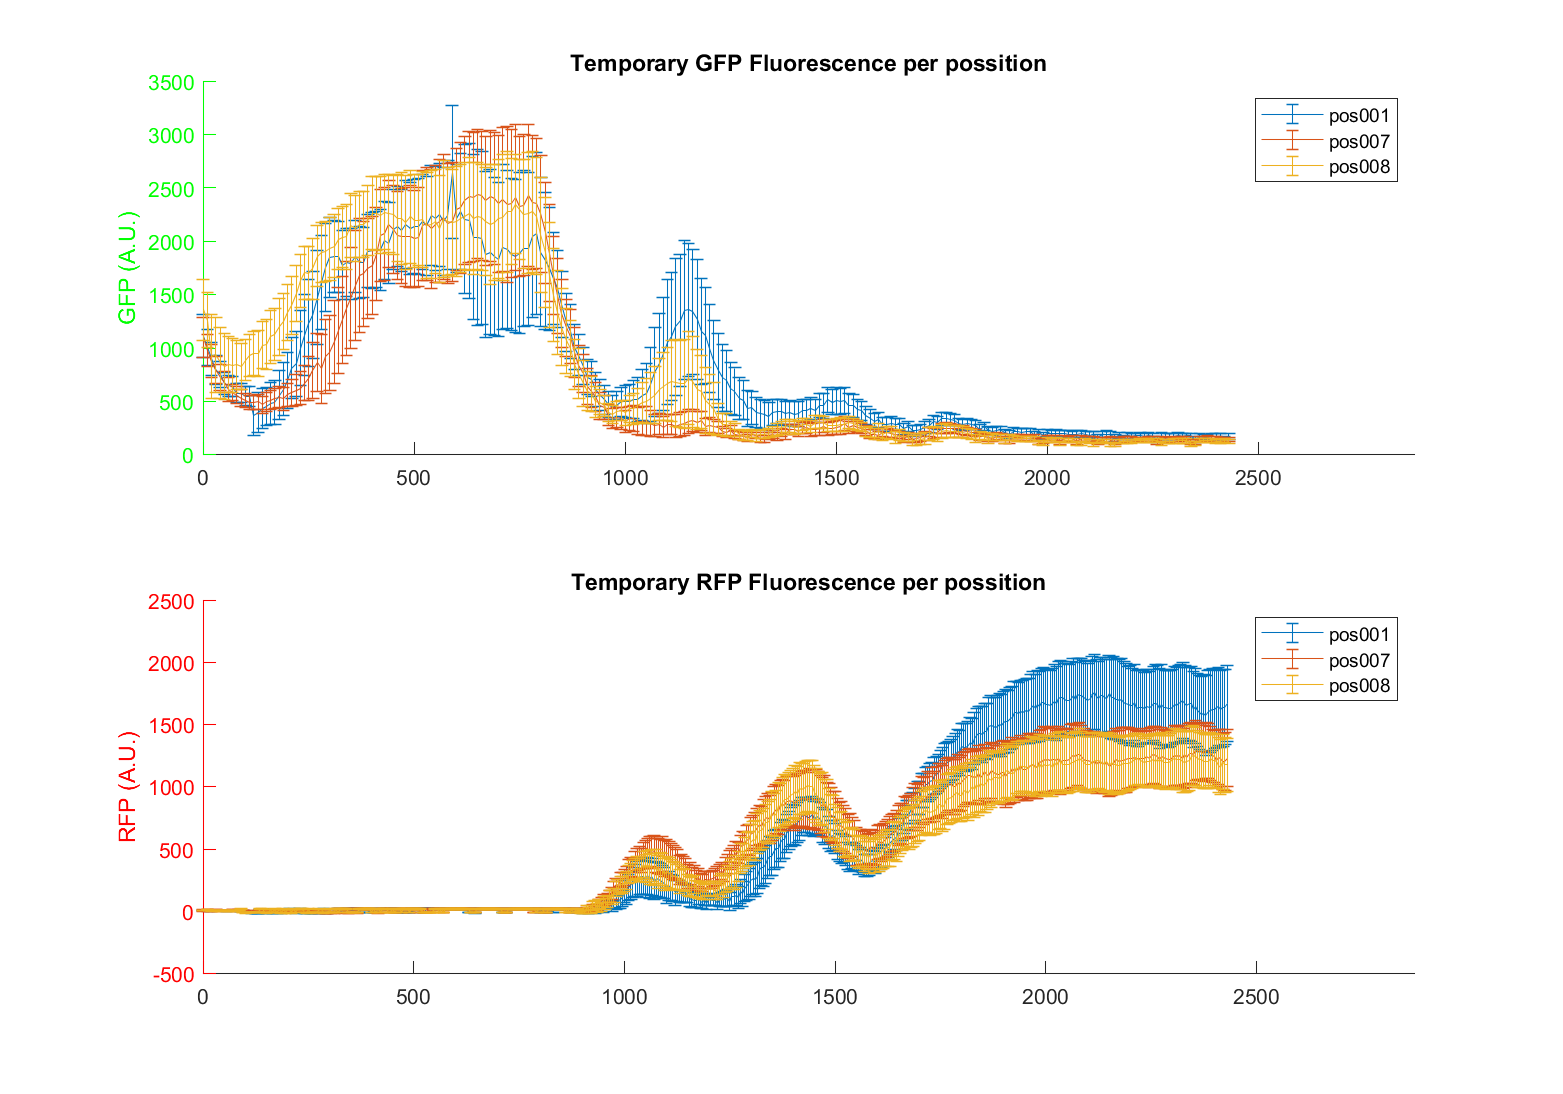 Temporary GFP Fluorescence per possition
GFP (A.U.)
3500
3000
2500
2000
1500
1000
500
0
0 500 1000 1500 2000 2500
pos001
pos007
pos008
Temporary RFP Fluorescence per possition
RFP (A.U.)
2500
2000
1500
1000
500
0
-500
0 500 1000 1500 2000 2500
pos001
pos007
pos008